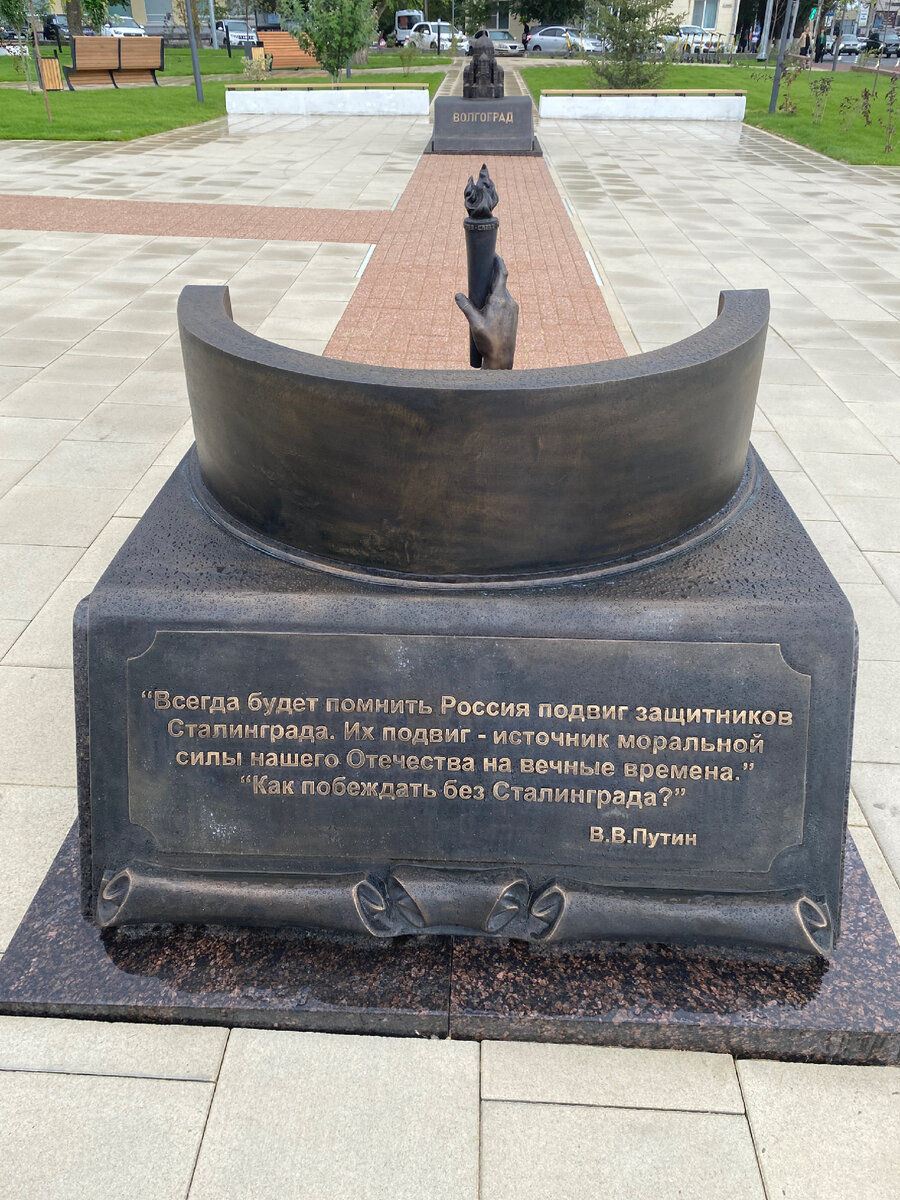 ВОЛГОГРАД
“Всегда будет помнить Россия подвиг защитников
Сталинграда. Их подвиг - источник моральной
силы нашего Отечества на вечные времена.”
“Как побеждать без Сталинграда?”
В.В.Путин